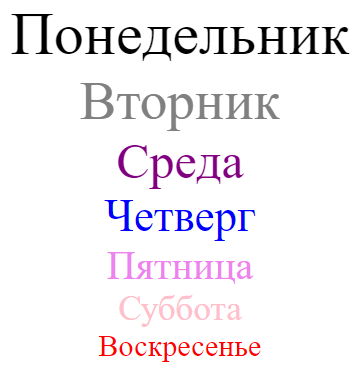 Понедельник
Вторник
Среда
Четверг
Пятница
Суббота
Воскресенье